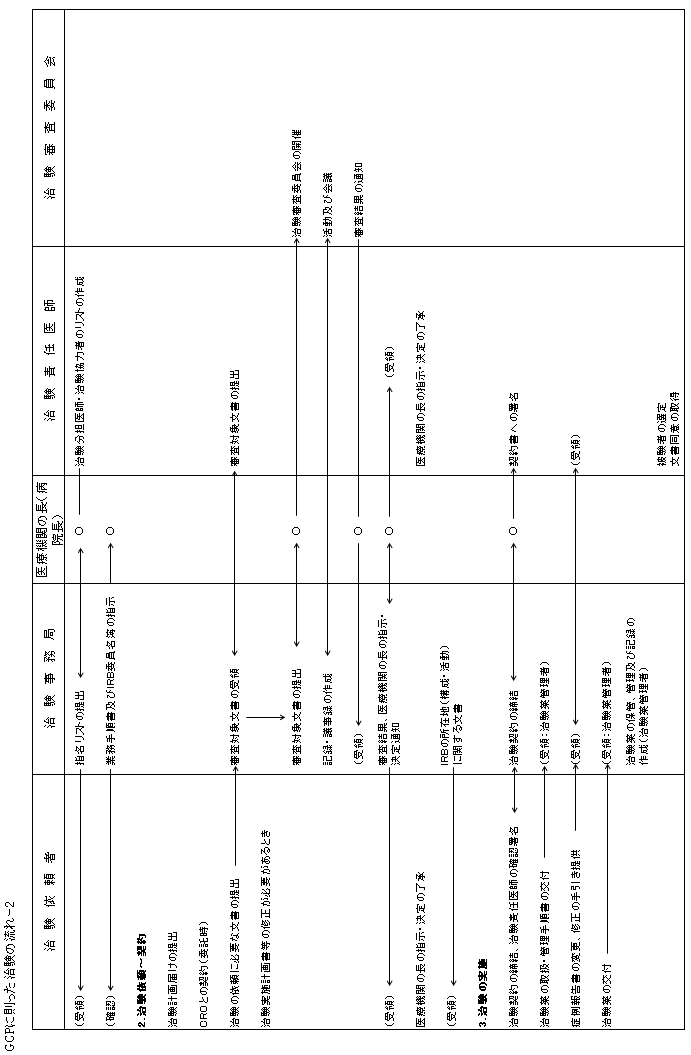 GCPに則った治験の流れ－2
治験依頼者
治験事務局
医療機関の長（病
院長）
治験責任医師
治験審査委員会
（受領）
指名リストの提出
○
治験分担医師・治験協力者のリストの作成
（確認）
業務手順書及びIRB委員名簿の指示
○
2.治験依頼～契約
治験計画届けの提出
CROとの契約（委託時）
治験の依頼に必要な文書の提出
審査対象文書の受領
審査対象文書の提出
治験実施計画書等の修正が必要があるとき
審査対象文書の提出
○
治験審査委員会の開催
記録・議事録の作成
活動及び会議
（受領）
○
審査結果の通知
（受領）
審査結果、医療機関の長の指示・
決定通知
○
（受領）
医療機関の長の指示・決定の了承
医療機関の長の指示・決定の了承
（受領）
IRBの所在地（構成・活動）
に関する文書
3.治験の実施
治験契約の締結、治験責任医師の確認署名
治験契約の締結
○
契約書への署名
治験薬の取扱・管理手順書の交付
（受領：治験薬管理者）
症例報告書の変更、修正の手引き提供
（受領）
（受領）
治験薬の交付
（受領：治験薬管理者）
治験薬の保管、管理及び記録の
作成（治験薬管理者）
被験者の選定
文書同意の取得